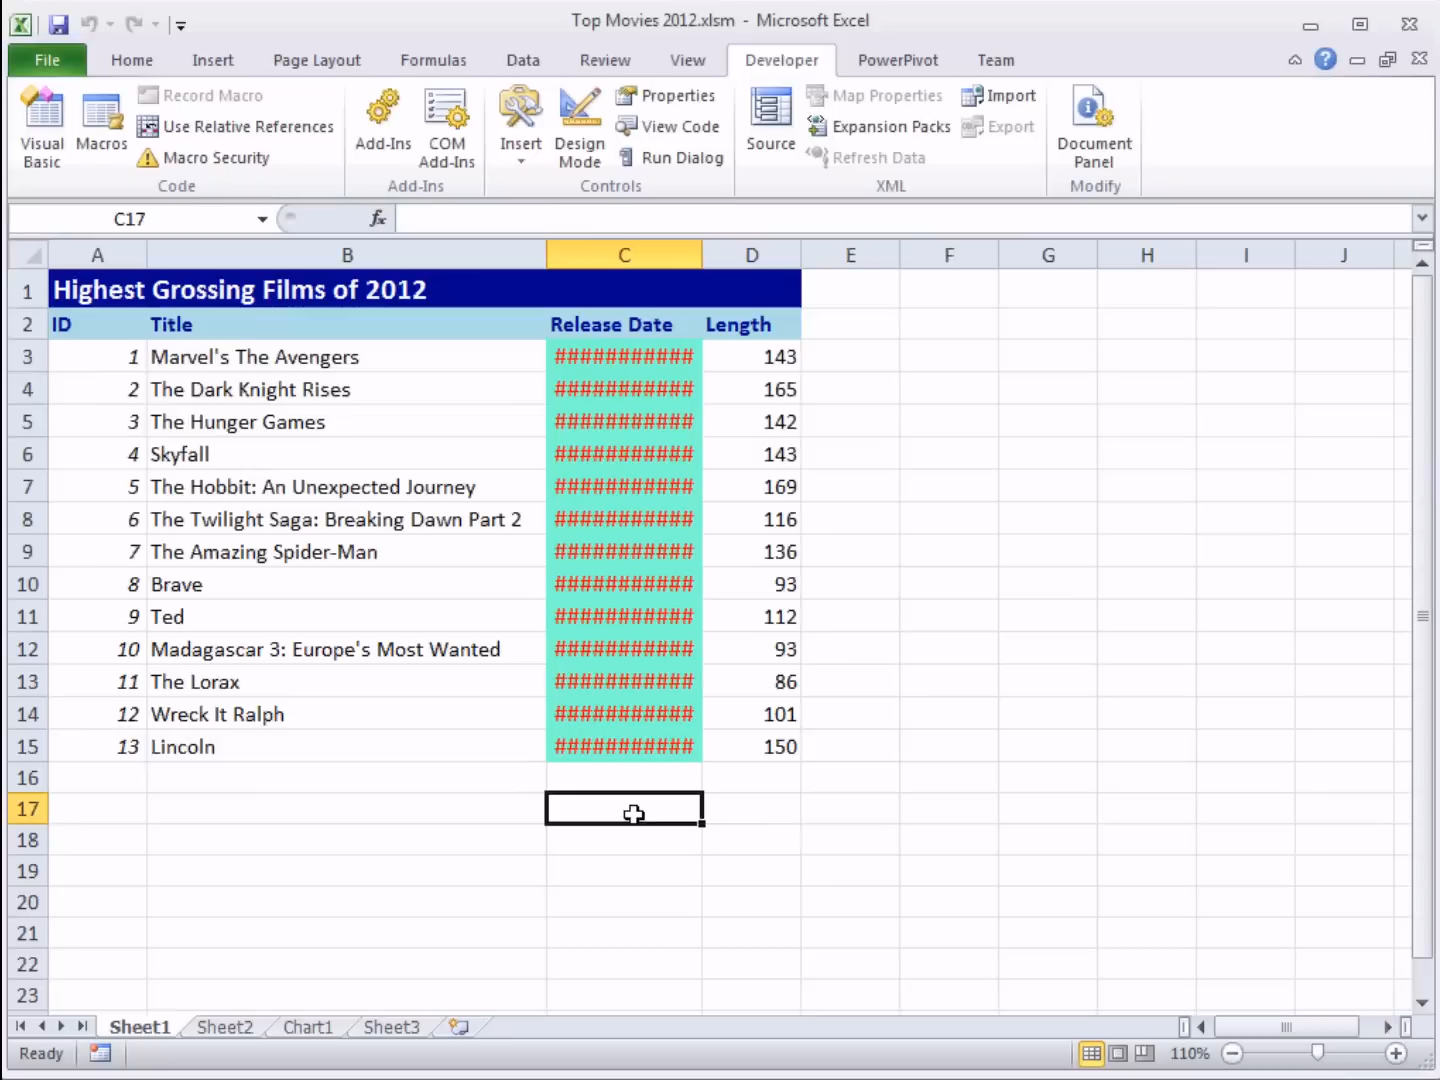 Top Movies 2012.xlsm - Microsoft Excel
File Home Insert Page Layout Formulas Data Review View Developer PowerPivot Team
Visual Basic
Macros
Record Macro
Use Relative References
Macro Security
Code
Add-Ins
COM Add-Ins
Add-Ins
Insert
Design Mode
Properties
View Code
Run Dialog
Controls
Source
Map Properties
Expansion Packs
Refresh Data
Import
Export
XML
Document Panel
Modify
C17 fx
A B C D E F G H I J
1 Highest Grossing Films of 2012
2 ID Title Release Date Length
3 1 Marvel's The Avengers ########### 143
4 2 The Dark Knight Rises ########### 165
5 3 The Hunger Games ########### 142
6 4 Skyfall ########### 143
7 5 The Hobbit: An Unexpected Journey ########### 169
8 6 The Twilight Saga: Breaking Dawn Part 2 ########### 116
9 7 The Amazing Spider-Man ########### 136
10 8 Brave ########### 93
11 9 Ted ########### 112
12 10 Madagascar 3: Europe's Most Wanted ########### 93
13 11 The Lorax ########### 86
14 12 Wreck It Ralph ########### 101
15 13 Lincoln ########### 150
16
17
18
19
20
21
22
23
Sheet1 Sheet2 Chart1 Sheet3
Ready 110%